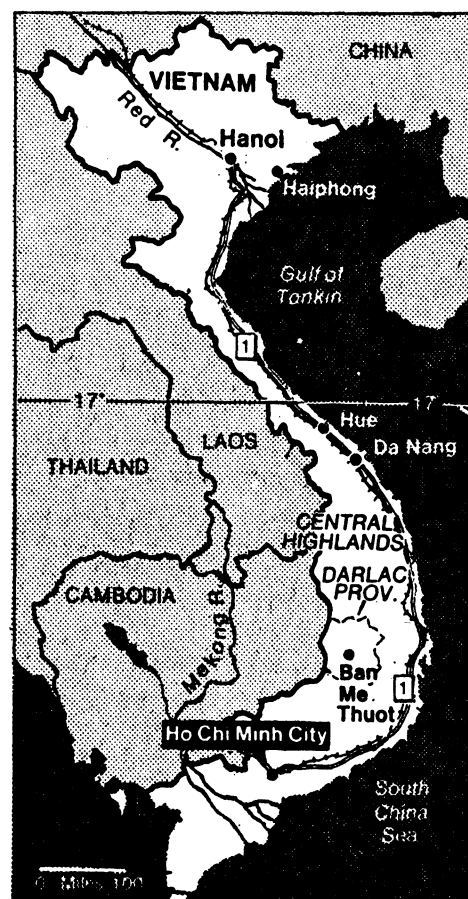 CHINA
VIETNAM
Red R.
Hanoi
Haiphong
Gulf of
Tonkin
1
17°
17°
Hue
LAOS
Da Nang
THAILAND
CENTRAL
HIGHLANDS
DARLAC
PROV.
CAMBODIA
Mekong R.
Ban
Me
Thuot
1
Ho Chi Minh City
South
China
Sea
0 Miles 100